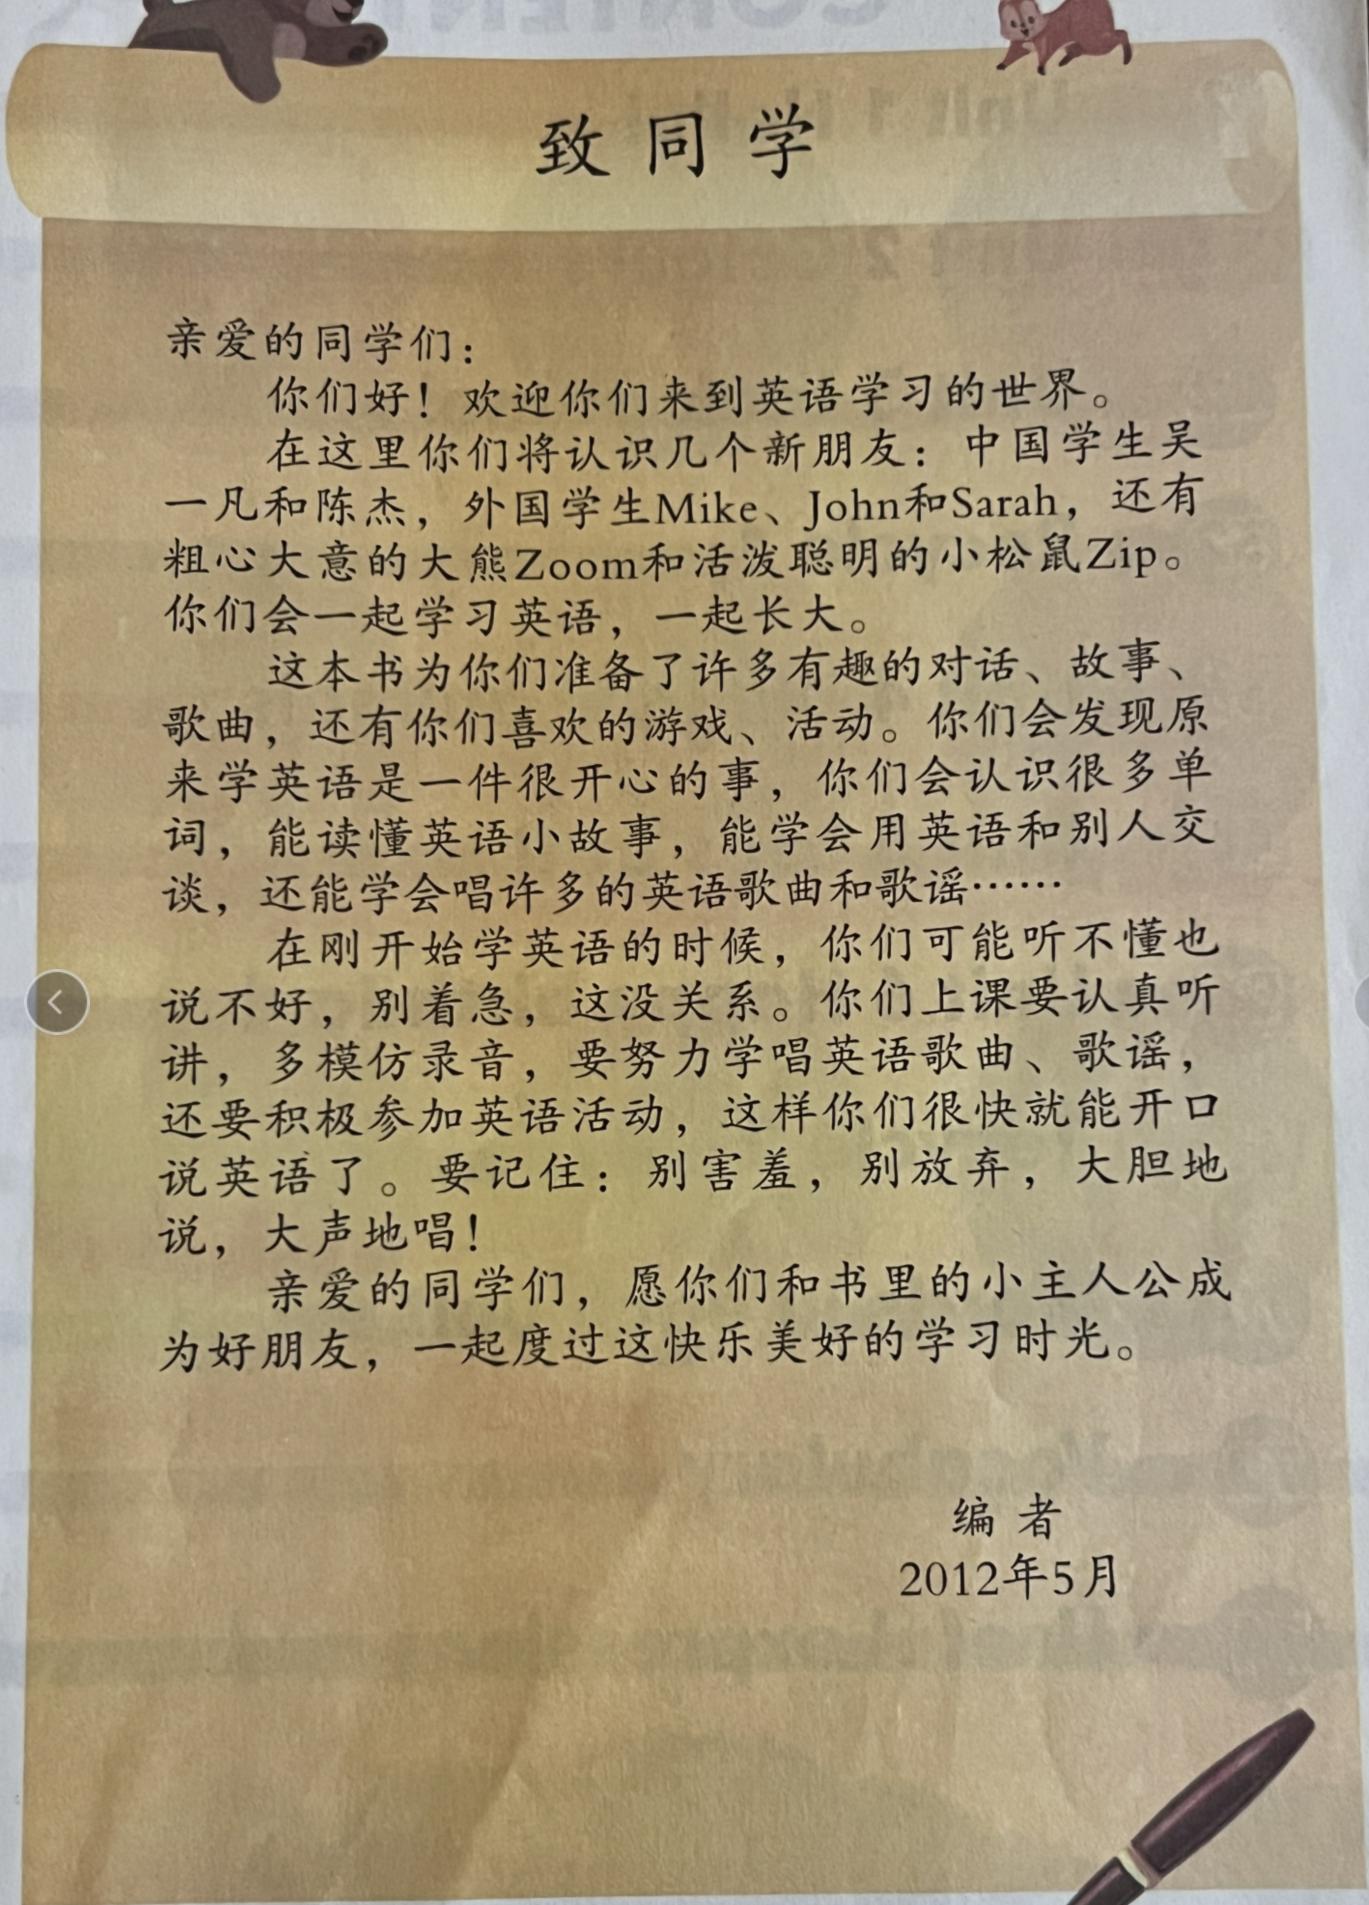 致同学
亲爱的同学们：
你们好！欢迎你们来到英语学习的世界。
在这里你们将认识几个新朋友：中国学生吴
一凡和陈杰，外国学生Mike、John和Sarah，还有
粗心大意的大熊Zoom和活泼聪明的小松鼠Zip。
你们会一起学习英语，一起长大。
这本书为你们准备了许多有趣的对话、故事、
歌曲，还有你们喜欢的游戏、活动。你们会发现原
来学英语是一件很开心的事，你们会认识很多单
词，能读懂英语小故事，能学会用英语和别人交
谈，还能学会唱许多的英语歌曲和歌谣……
在刚开始学英语的时候，你们可能听不懂也
说不好，别着急，这没关系。你们上课要认真听
讲，多模仿录音，要努力学唱英语歌曲、歌谣，
还要积极参加英语活动，这样你们很快就能开口
说英语了。要记住：别害羞，别放弃，大胆地
说，大声地唱！
亲爱的同学们，愿你们和书里的小主人公成
为好朋友，一起度过这快乐美好的学习时光。
编者
2012年5月